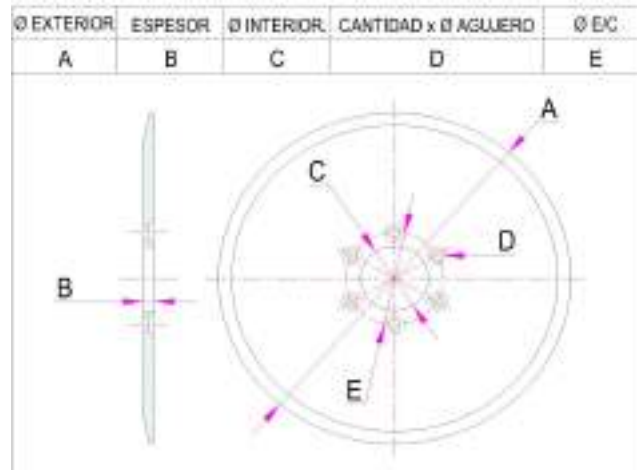 Ø EXTERIOR ESPESOR Ø INTERIOR. CANTIDAD x Ø AGUJERO Ø E/C
A B C D E
A
C
D
B
E